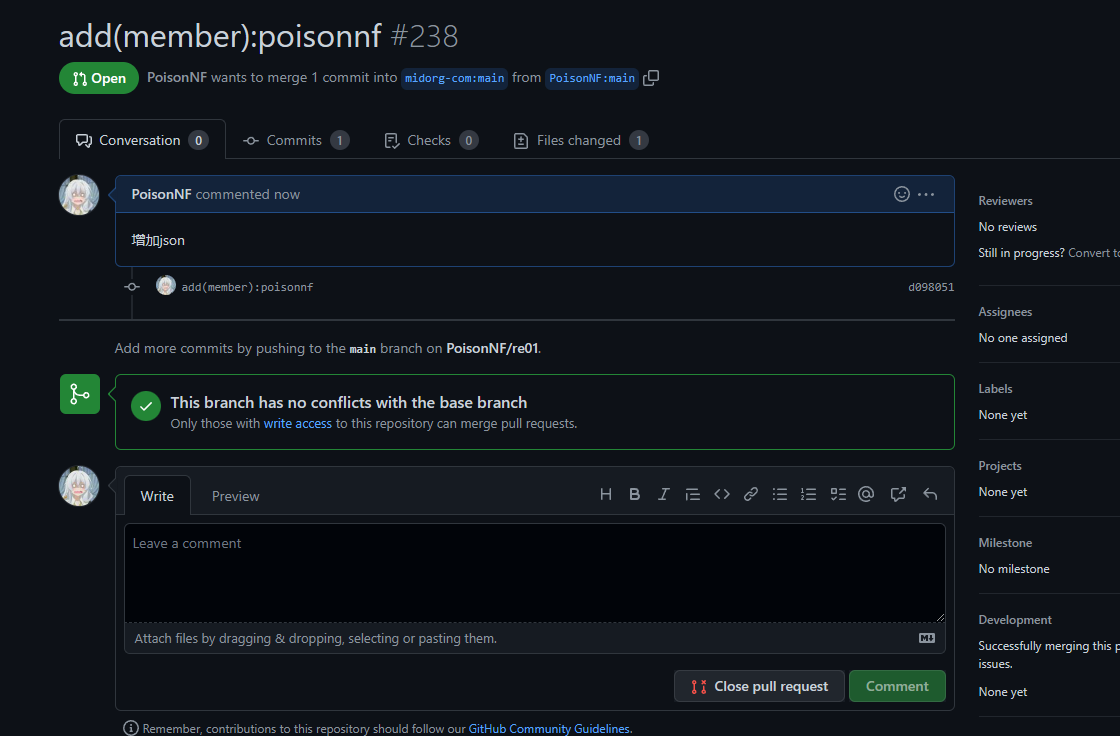 add(member):poisonnf #238
Open PoisonNF wants to merge 1 commit into midorg-com:main from PoisonNF:main
Conversation 0 Commits 1 Checks 0 Files changed 1
PoisonNF commented now
增加json
add(member):poisonnf d098051
Add more commits by pushing to the main branch on PoisonNF/re01.
This branch has no conflicts with the base branch
Only those with write access to this repository can merge pull requests.
Write Preview
Leave a comment
Attach files by dragging & dropping, selecting or pasting them.
Close pull request Comment
Remember, contributions to this repository should follow our GitHub Community Guidelines.
Reviewers
No reviews
Still in progress? Convert to
Assignees
No one assigned
Labels
None yet
Projects
None yet
Milestone
No milestone
Development
Successfully merging this
issues.
None yet